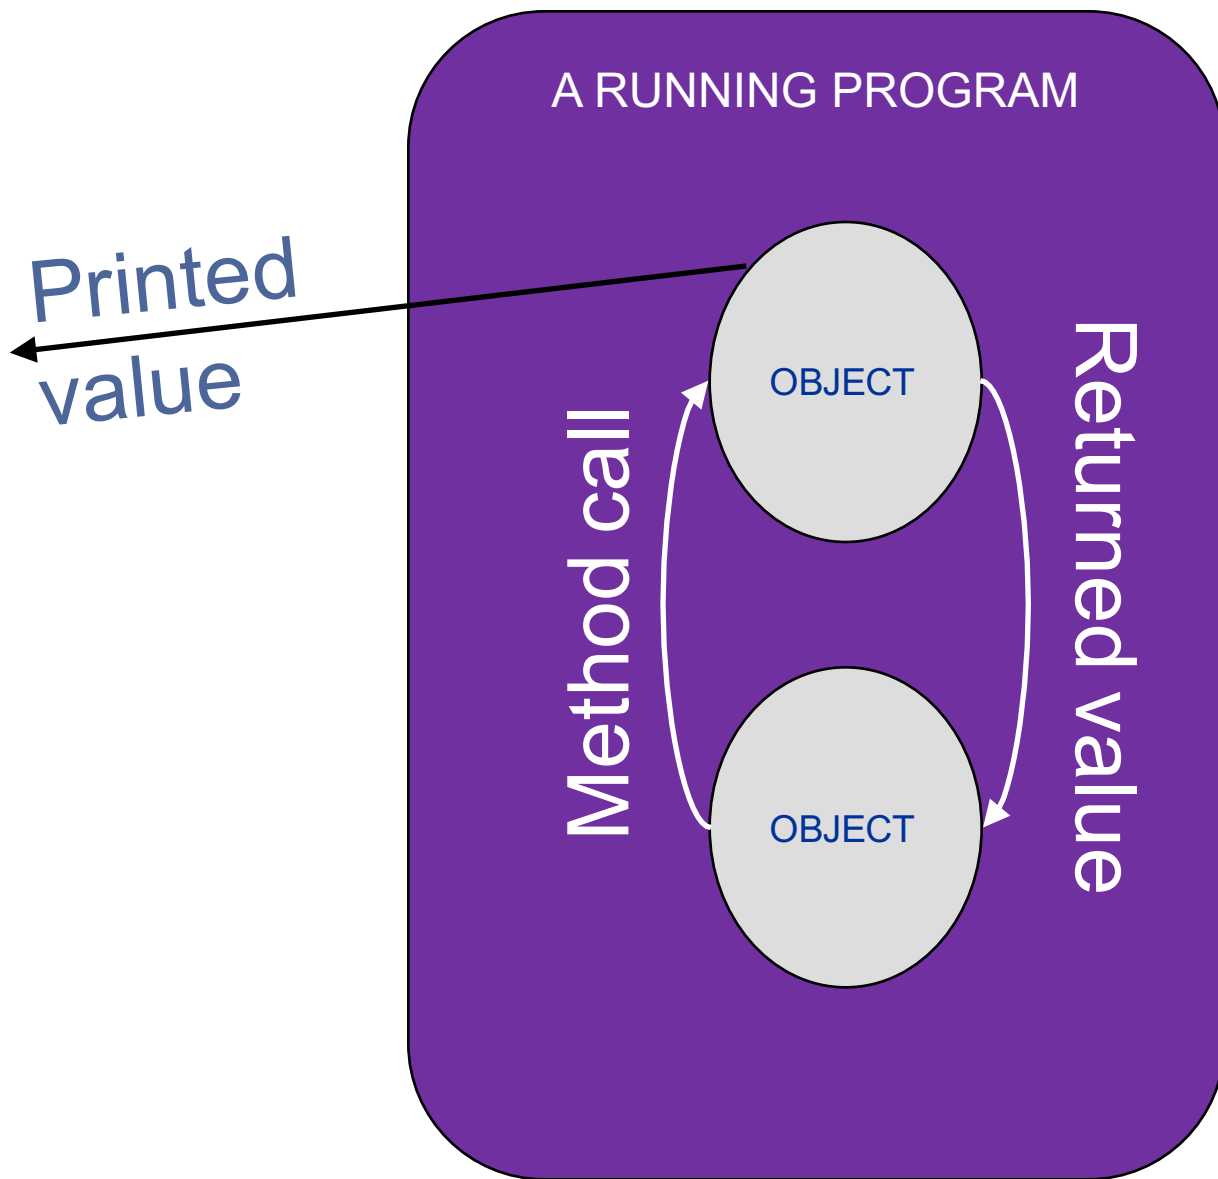 A RUNNING PROGRAM
Printed
value
OBJECT
Method call
Returned value
OBJECT